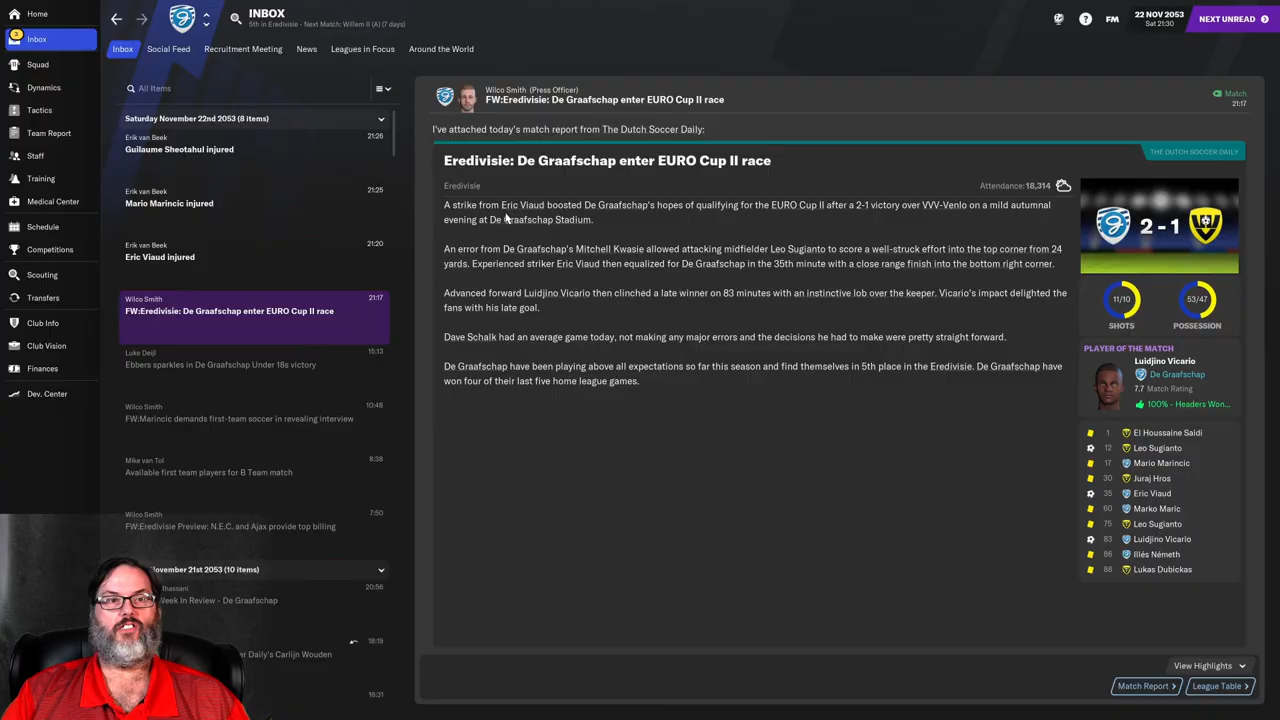 INBOX
5th in Eredivisie - Next Match: Willem II (A) (7 days)
22 NOV 2053
Sat 21:30
FM
NEXT UNREAD
Home
3
Inbox
Squad
Dynamics
Tactics
Team Report
Staff
Training
Medical Center
Schedule
Competitions
Scouting
Transfers
Club Info
Club Vision
Finances
Dev. Center
Inbox
Social Feed
Recruitment Meeting
News
Leagues in Focus
Around the World
All Items
Saturday November 22nd 2053 (8 items)
Erik van Beek
21:26
Guilaume Sheotahul injured
Erik van Beek
21:25
Mario Marincic injured
Erik van Beek
21:20
Eric Viaud injured
Wilco Smith
21:17
FW:Eredivisie: De Graafschap enter EURO Cup II race
Luke Deijl
15:13
Ebbers sparkles in De Graafschap Under 18s victory
Wilco Smith
10:48
FW:Marincic demands first-team soccer in revealing interview
Mike van Tol
8:38
Available first team players for B Team match
Wilco Smith
7:50
FW:Eredivisie Preview: N.E.C. and Ajax provide top billing
ovember 21st 2053 (10 items)
lhassani
20:56
Week In Review - De Graafschap
18:19
er Daily's Carlijn Wouden
16:31
Wilco Smith (Press Officer)
FW:Eredivisie: De Graafschap enter EURO Cup II race
Match
21:17
I've attached today's match report from The Dutch Soccer Daily:
THE DUTCH SOCCER DAILY
Eredivisie: De Graafschap enter EURO Cup II race
Eredivisie
Attendance: 18,314
A strike from Eric Viaud boosted De Graafschap's hopes of qualifying for the EURO Cup II after a 2-1 victory over VVV-Venlo on a mild autumnal
evening at De Graafschap Stadium.
An error from De Graafschap's Mitchell Kwasie allowed attacking midfielder Leo Sugianto to score a well-struck effort into the top corner from 24
yards. Experienced striker Eric Viaud then equalized for De Graafschap in the 35th minute with a close range finish into the bottom right corner.
Advanced forward Luidjino Vicario then clinched a late winner on 83 minutes with an instinctive lob over the keeper. Vicario's impact delighted the
fans with his late goal.
Dave Schalk had an average game today, not making any major errors and the decisions he had to make were pretty straight forward.
De Graafschap have been playing above all expectations so far this season and find themselves in 5th place in the Eredivisie. De Graafschap have
won four of their last five home league games.
2 - 1
11/10
SHOTS
53/47
POSSESSION
PLAYER OF THE MATCH
Luidjino Vicario
De Graafschap
7.7 Match Rating
100% - Headers Won...
1 El Houssaine Saidi
12 Leo Sugianto
17 Mario Marincic
30 Juraj Hros
35 Eric Viaud
60 Marko Maric
75 Leo Sugianto
83 Luidjino Vicario
86 Illés Németh
88 Lukas Dubickas
View Highlights
Match Report
League Table